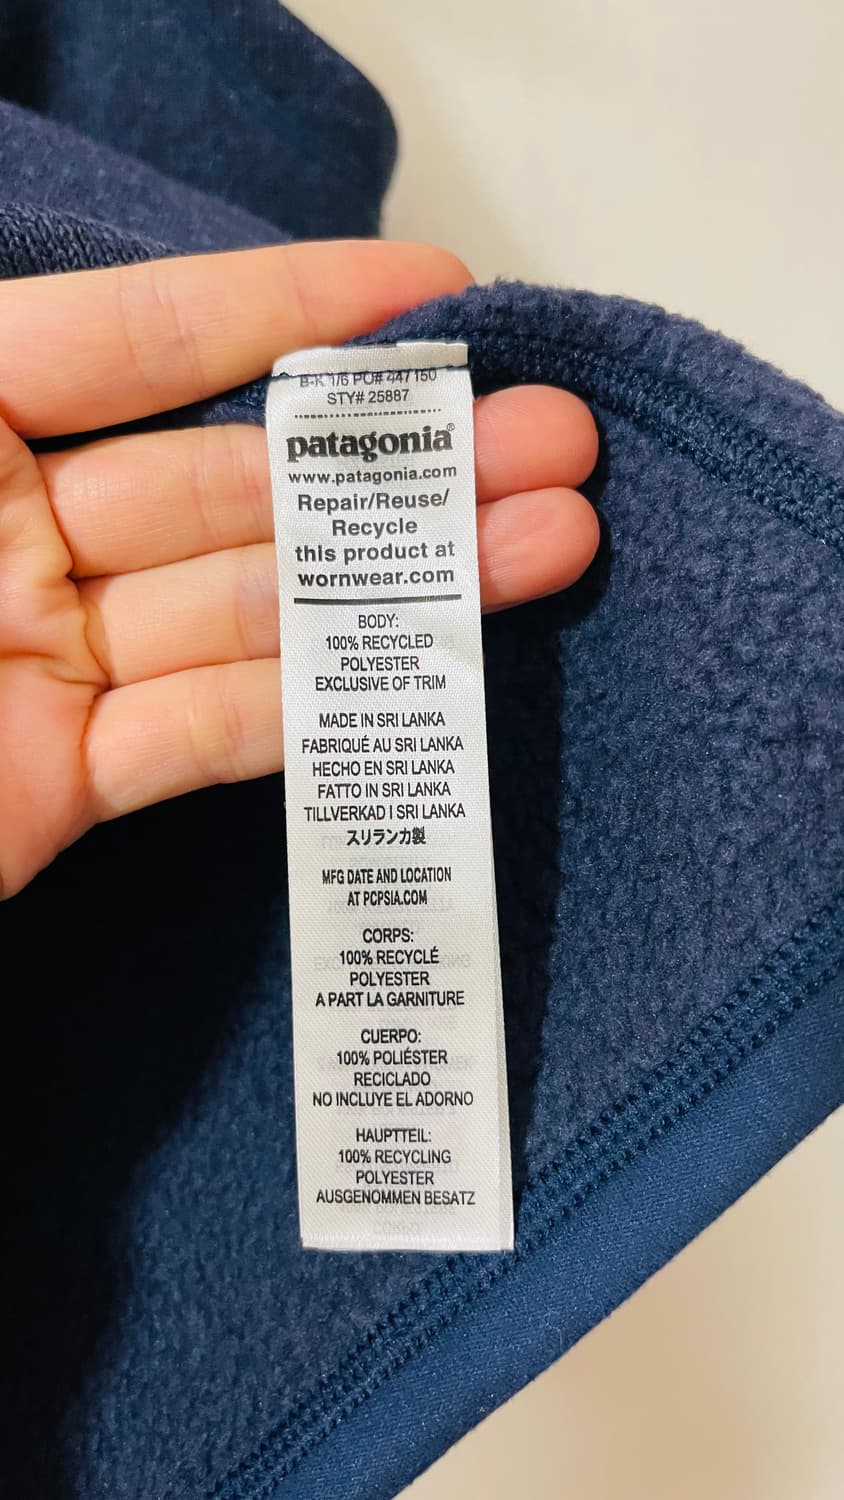 B-K 1/6 PO# 447150
STY# 25887
patagonia®
www.patagonia.com
Repair/Reuse/
Recycle
this product at
wornwear.com
BODY:
100% RECYCLED
POLYESTER
EXCLUSIVE OF TRIM
MADE IN SRI LANKA
FABRIQUÉ AU SRI LANKA
HECHO EN SRI LANKA
FATTO IN SRI LANKA
TILLVERKAD I SRI LANKA
スリランカ製
MFG DATE AND LOCATION
AT PCPSIA.COM
CORPS:
100% RECYCLÉ
POLYESTER
A PART LA GARNITURE
CUERPO:
100% POLIÉSTER
RECICLADO
NO INCLUYE EL ADORNO
HAUPTTEIL:
100% RECYCLING
POLYESTER
AUSGENOMMEN BESATZ